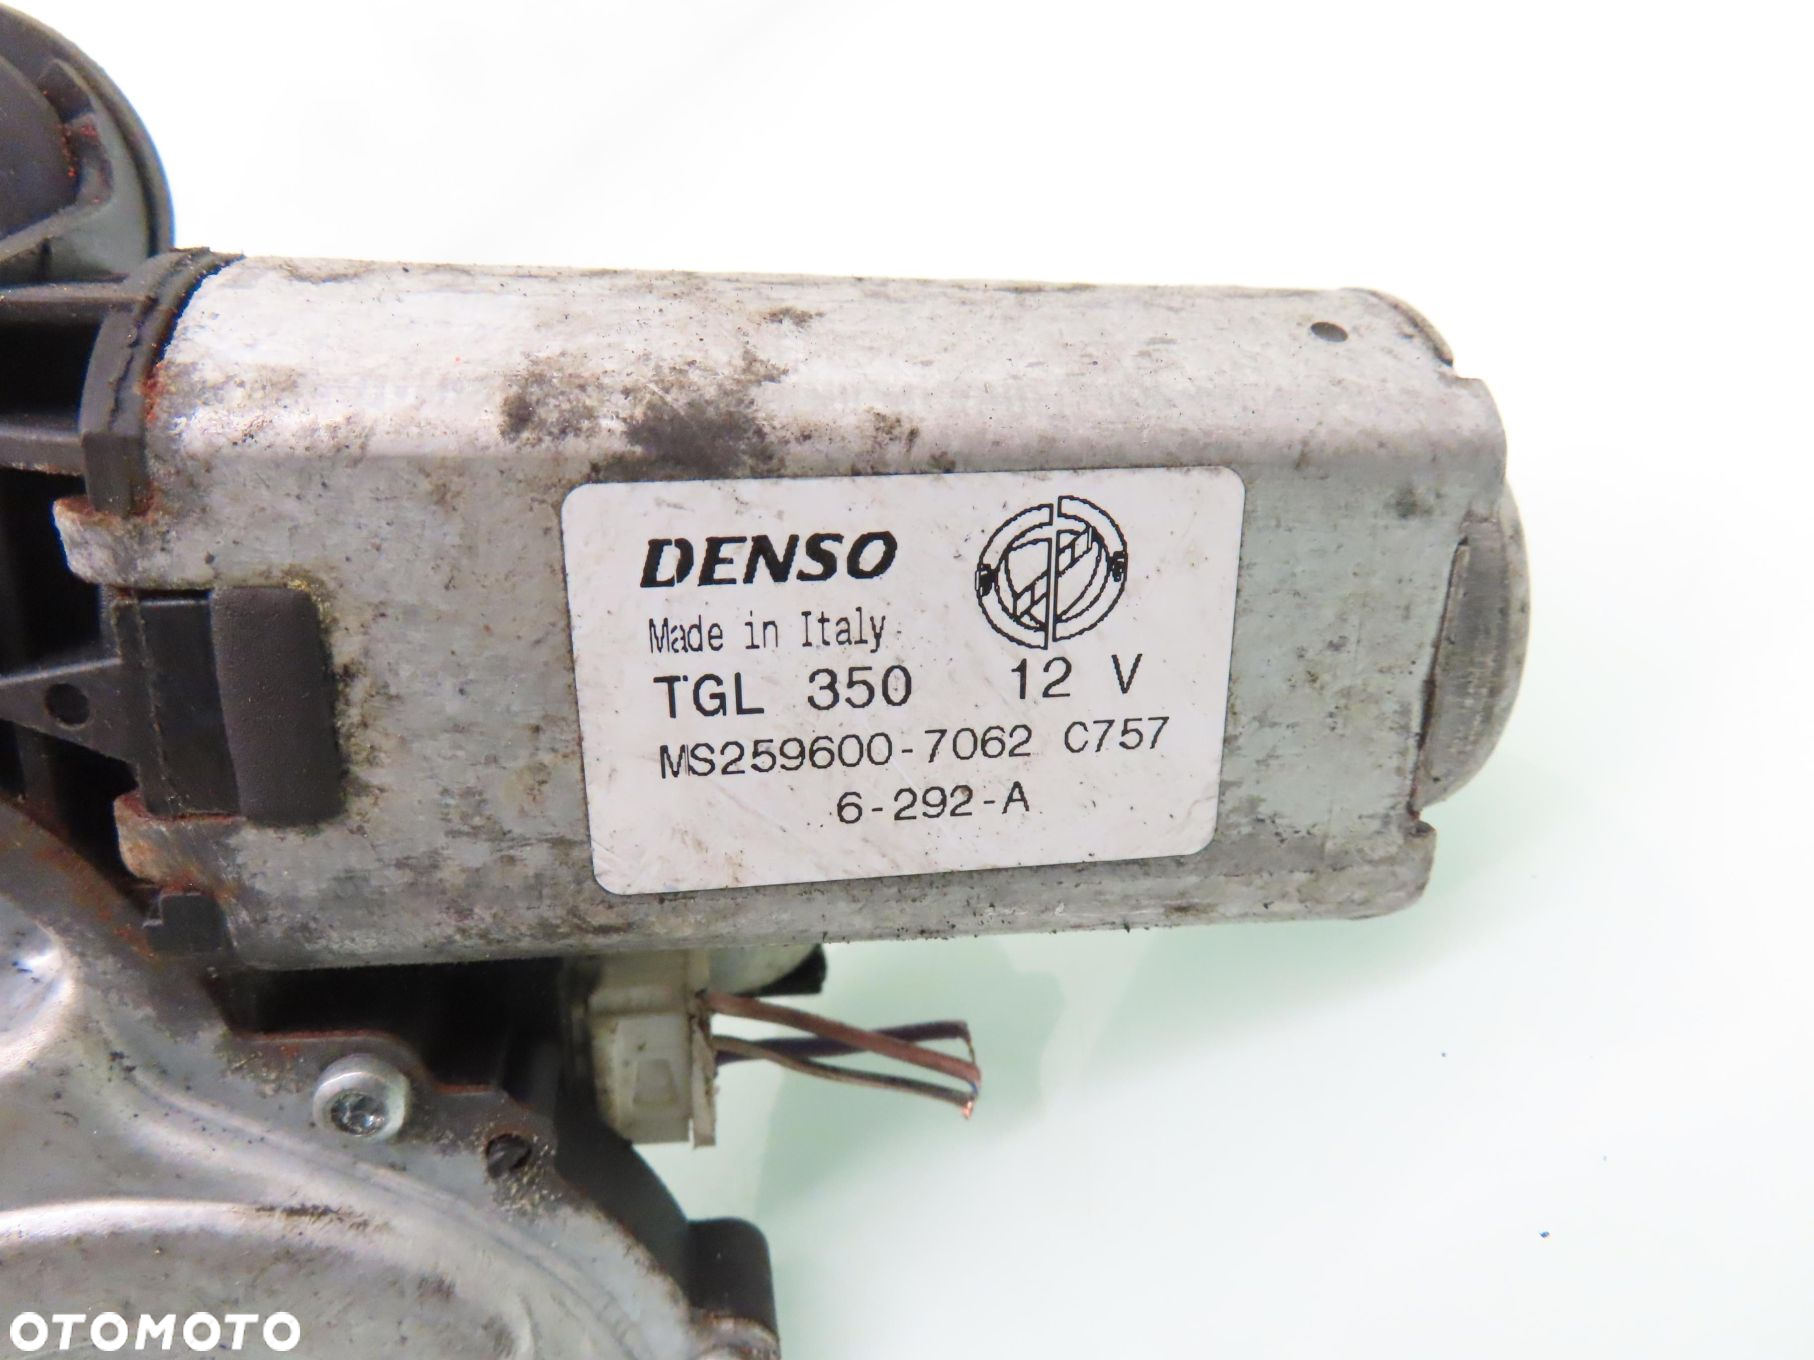 DENSO
Made in Italy
TGL 350 12 V
MS259600-7062 C757
6-292-A
OTOMOTO